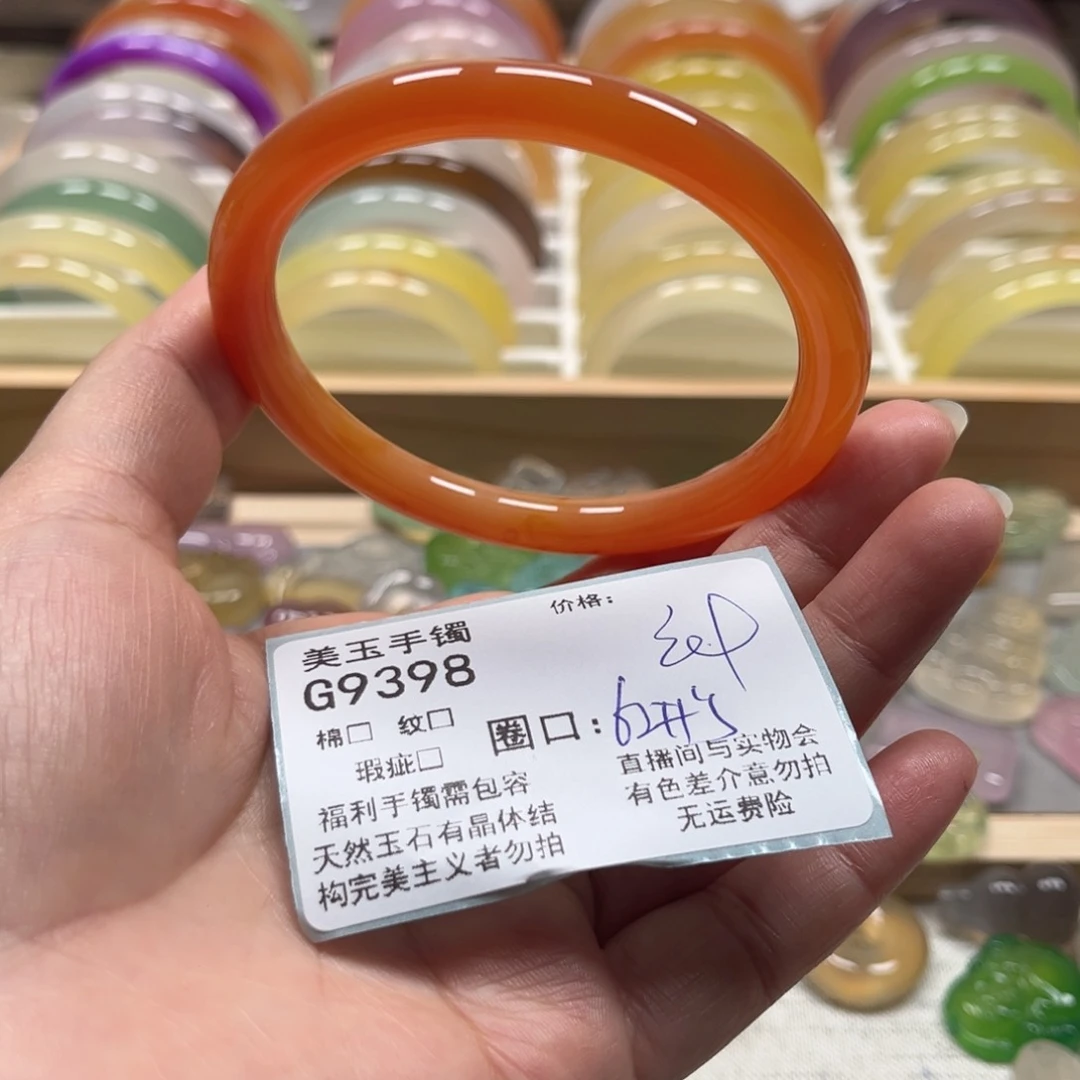 价格:
美玉手镯
G9398
棉□ 纹□
圈口:
瑕疵□
福利手镯需包容
天然玉石有晶体结
构完美主义者勿拍
直播间与实物会
有色差介意勿拍
无运费险